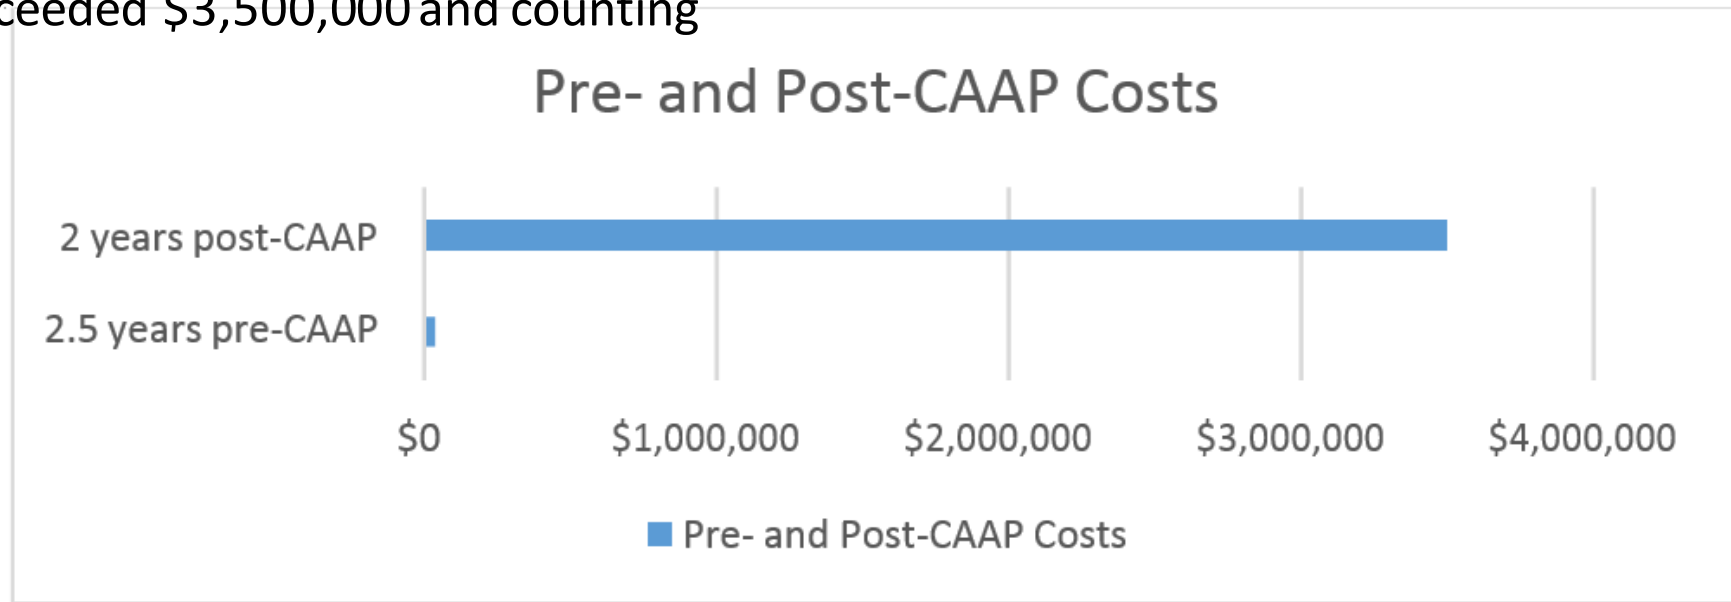 ceeded $3,500,000 and counting
Pre- and Post-CAAP Costs
2 years post-CAAP
2.5 years pre-CAAP
$0 $1,000,000 $2,000,000 $3,000,000 $4,000,000
Pre- and Post-CAAP Costs